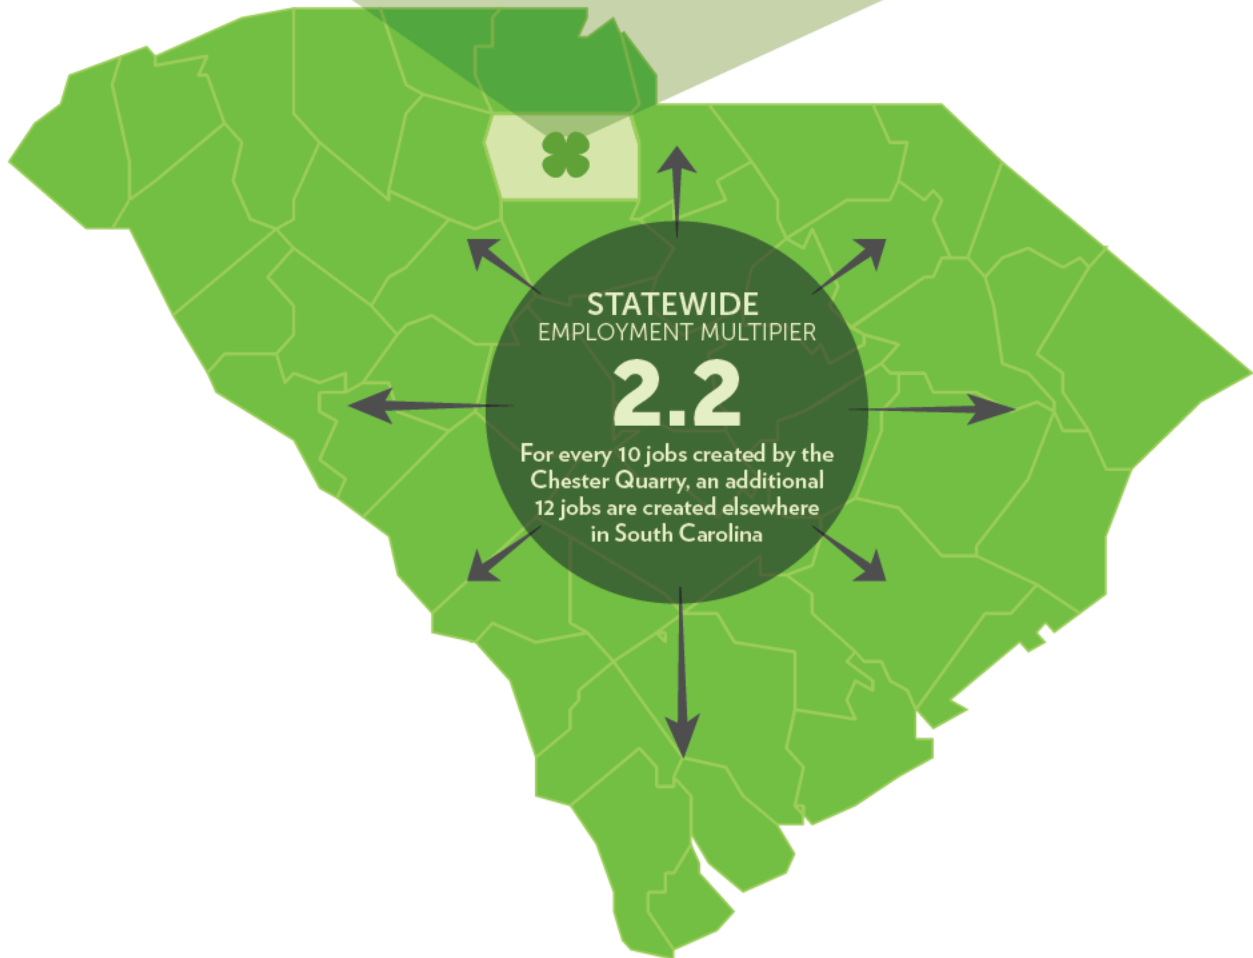 STATEWIDE
EMPLOYMENT MULTIPIER
2.2
For every 10 jobs created by the
Chester Quarry, an additional
12 jobs are created elsewhere
in South Carolina